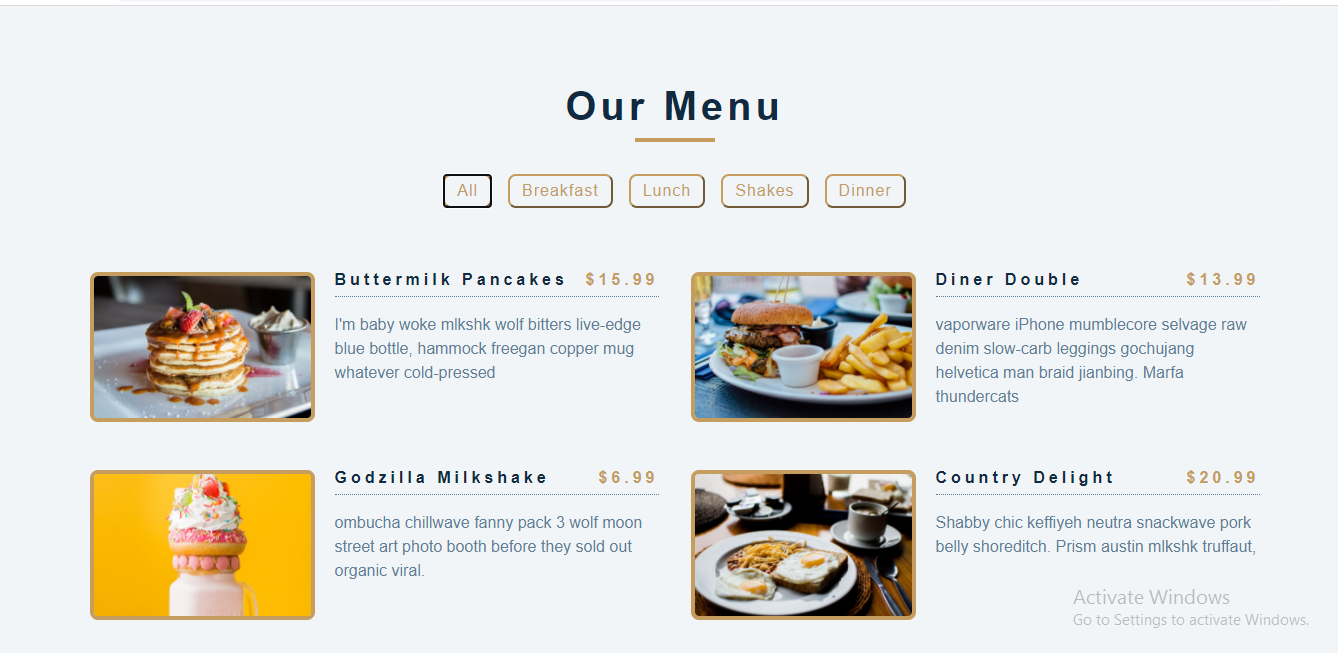 Our Menu
All Breakfast Lunch Shakes Dinner
Buttermilk Pancakes $15.99
I'm baby woke mlkshk wolf bitters live-edge
blue bottle, hammock freegan copper mug
whatever cold-pressed
Diner Double $13.99
vaporware iPhone mumblecore selvage raw
denim slow-carb leggings gochujang
helvetica man braid jianbing. Marfa
thundercats
Godzilla Milkshake $6.99
ombucha chillwave fanny pack 3 wolf moon
street art photo booth before they sold out
organic viral.
Country Delight $20.99
Shabby chic keffiyeh neutra snackwave pork
belly shoreditch. Prism austin mlkshk truffaut,
Activate Windows
Go to Settings to activate Windows.